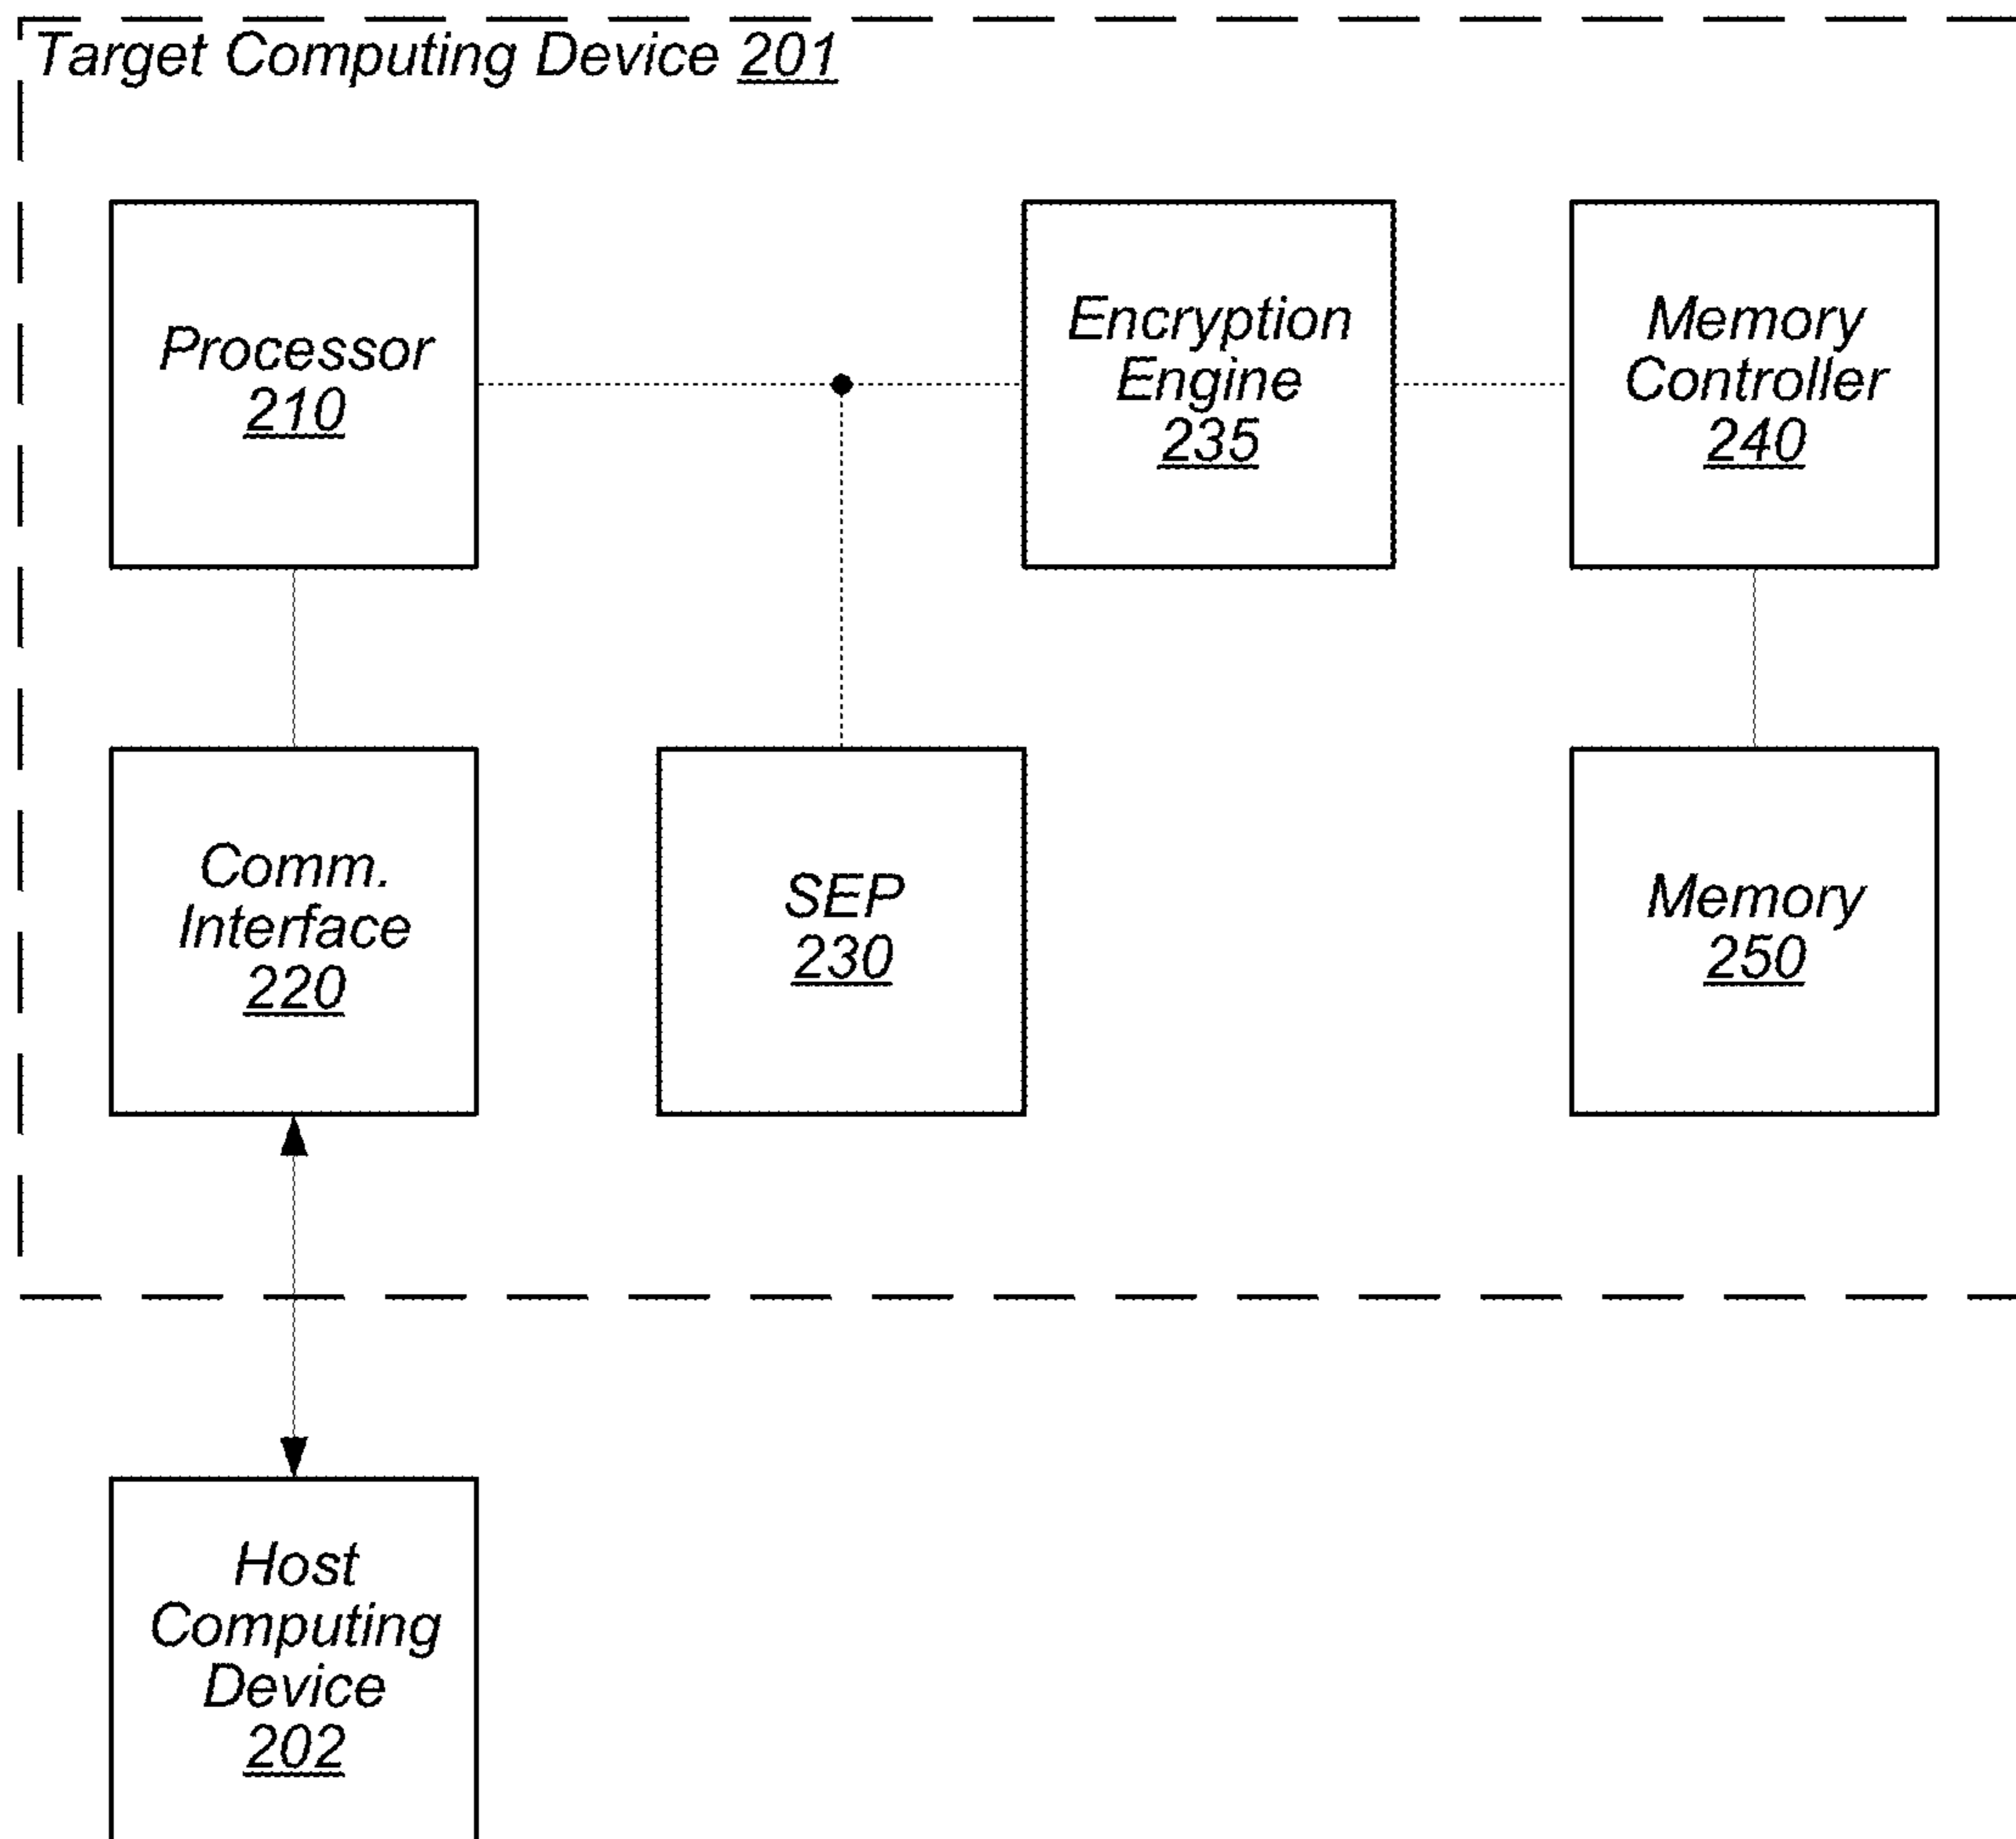 Target Computing Device 201
Processor
210
Encryption
Engine
235
Memory
Controller
240
Comm.
Interface
220
SEP
230
Memory
250
Host
Computing
Device
202